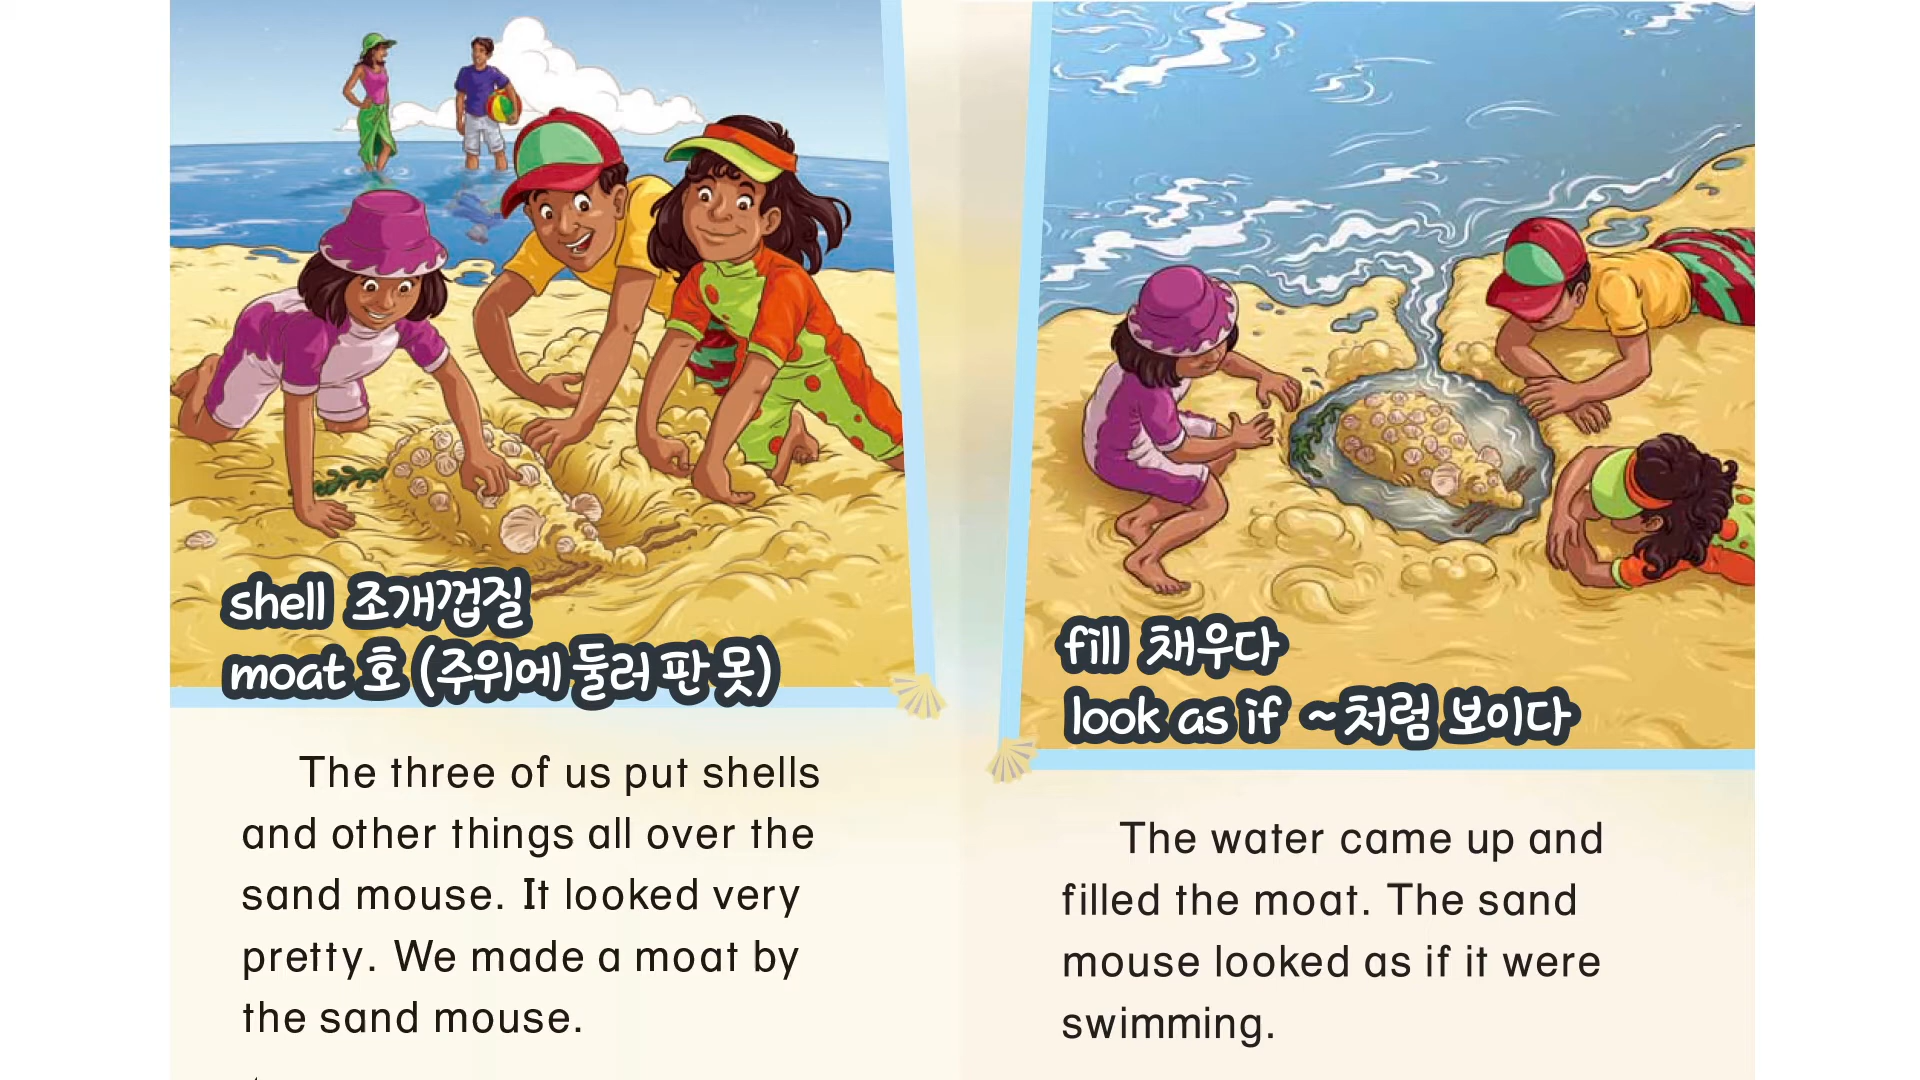 shell 조개껍질
moat 호 (주위에 둘러 판 못)
The three of us put shells
and other things all over the
sand mouse. It looked very
pretty. We made a moat by
the sand mouse.
fill 채우다
look as if ~처럼 보이다
The water came up and
filled the moat. The sand
mouse looked as if it were
swimming.